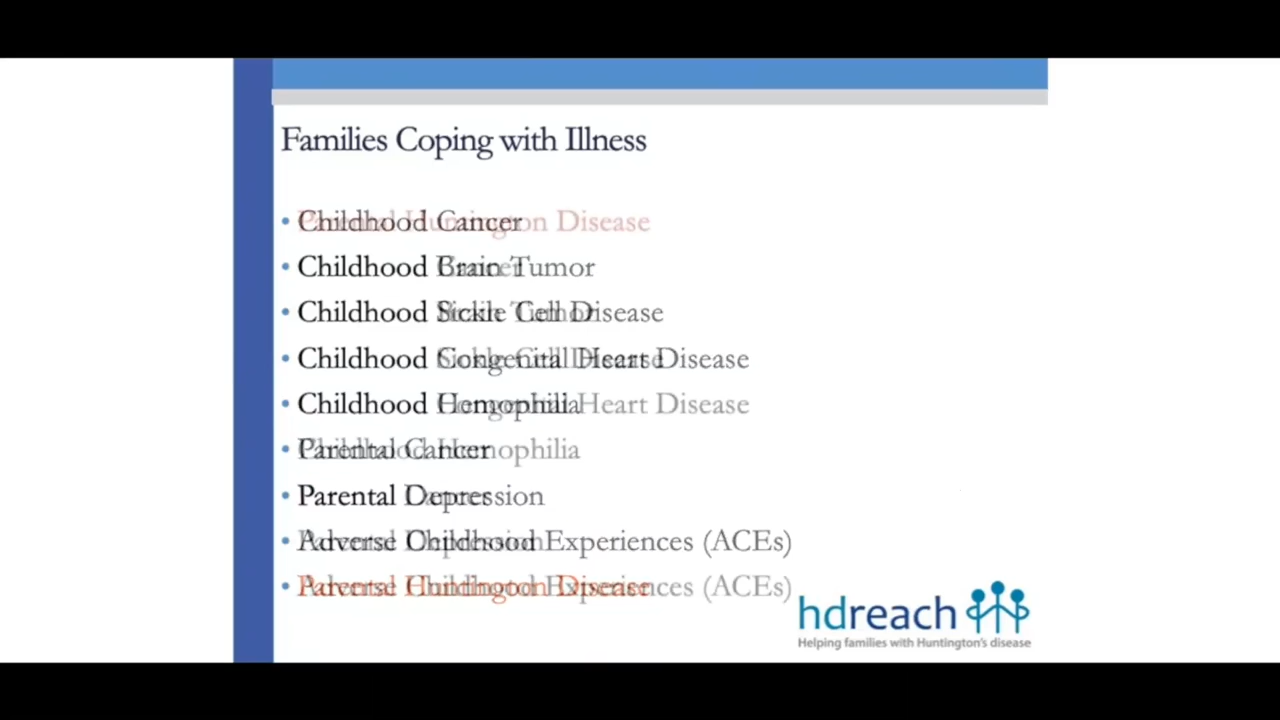 Families Coping with Illness
• Childhood Cancer
• Childhood Brain Tumor
• Childhood Sickle Cell Disease
• Childhood Congenital Heart Disease
• Childhood Hemophilia
• Parental Cancer
• Parental Depression
• Adverse Childhood Experiences (ACEs)
• Parental Huntington Disease
hdreach
Helping families with Huntington's disease